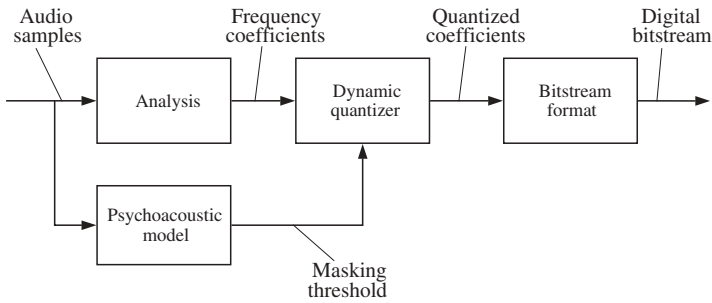 Audio
samples
Frequency
coefficients
Quantized
coefficients
Digital
bitstream
Analysis
Dynamic
quantizer
Bitstream
format
Psychoacoustic
model
Masking
threshold